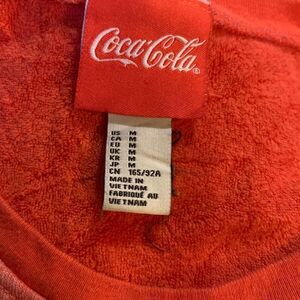 Coca-Cola®
US M
CA M
EU M
UK M
KR M
JP M
CN 165/92A
MADE IN
VIETNAM
FABRIQUÉ AU
VIETNAM